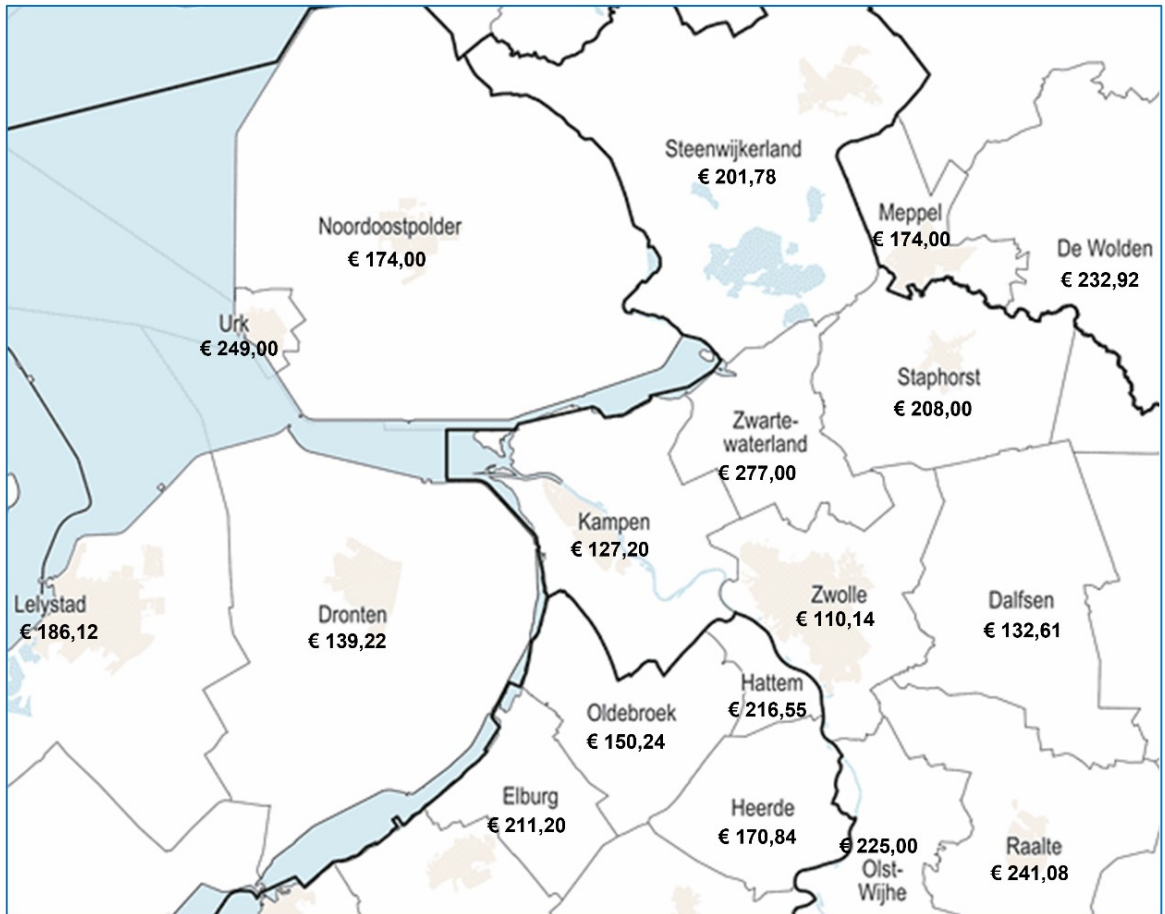 Steenwijkerland
€ 201,78
Meppel
€ 174,00
Noordoostpolder
€ 174,00
De Wolden
€ 232,92
Urk
€ 249,00
Staphorst
€ 208,00
Zwarte-
waterland
€ 277,00
Kampen
€ 127,20
Lelystad
€ 186,12
Dronten
€ 139,22
Zwolle
€ 110,14
Dalfsen
€ 132,61
Hattem
€ 216,55
Oldebroek
€ 150,24
Elburg
€ 211,20
Heerde
€ 170,84
€ 225,00
Olst-
Wijhe
Raalte
€ 241,08